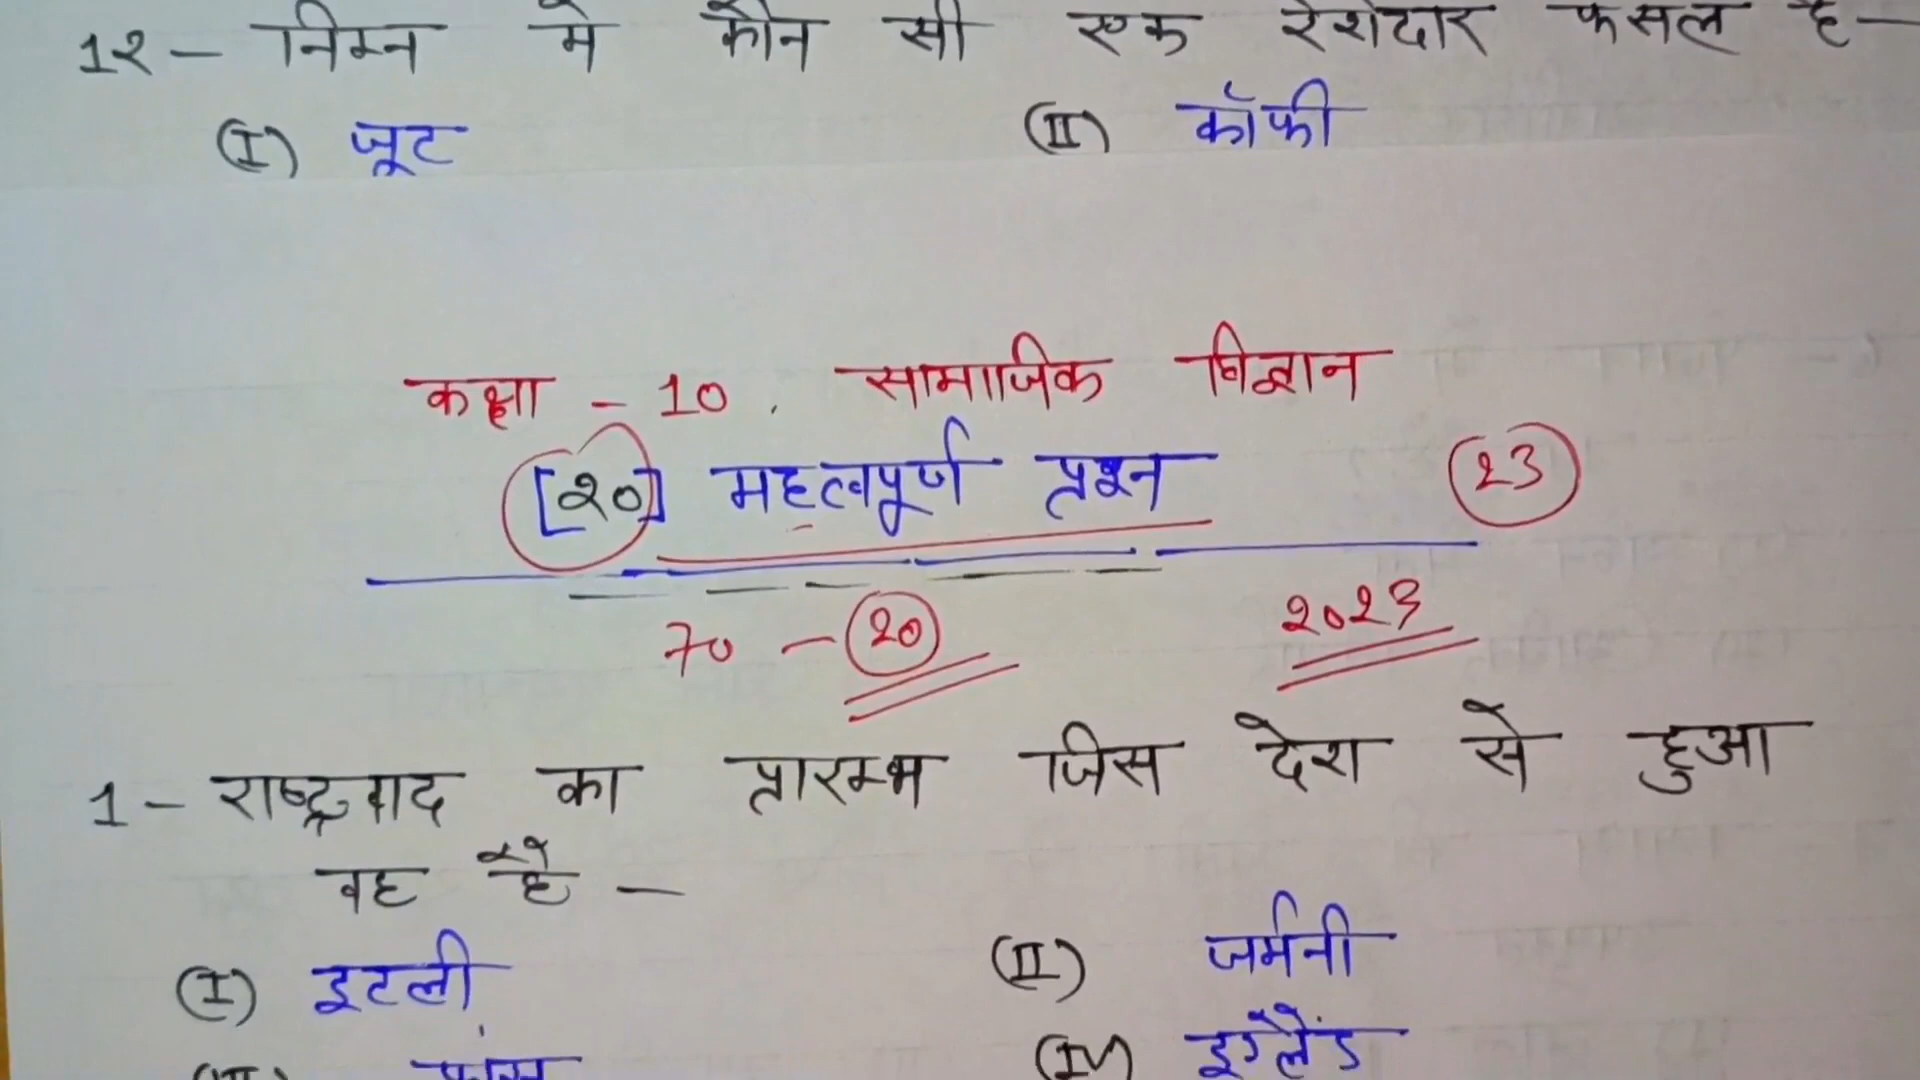 12 - निम्न मे कौन सी एक रेशेदार फसल है -
(I) जूट (II) कॉफी
कक्षा - 10. सामाजिक विज्ञान
[20] महत्वपूर्ण प्रश्न 23
70 - 20 2023
1 - राष्ट्रवाद का प्रारम्भ जिस देश से हुआ
वह है -
(I) इटली (II) जर्मनी
(IV) इग्लैंड